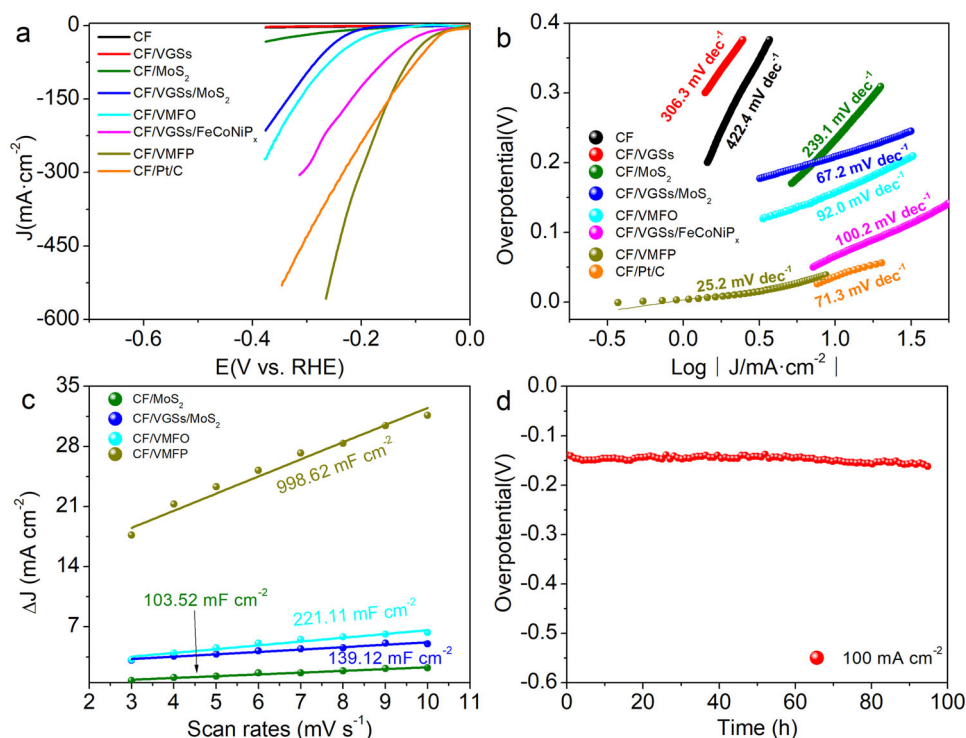 a
CF
CF/VGSs
CF/MoS₂
CF/VGSs/MoS₂
CF/VMFO
CF/VGSs/FeCoNiPₓ
CF/VMFP
CF/Pt/C
0
-150
-300
-450
-600
J(mA·cm⁻²)
-0.6
-0.4
-0.2
0.0
E(V vs. RHE)
b
0.4
0.3
0.2
0.1
0.0
Overpotential(V)
306.3 mV dec⁻¹
422.4 mV dec⁻¹
239.1 mV dec⁻¹
67.2 mV dec⁻¹
92.0 mV dec⁻¹
100.2 mV dec⁻¹
25.2 mV dec⁻¹
71.3 mV dec⁻¹
CF
CF/VGSs
CF/MoS₂
CF/VGSs/MoS₂
CF/VMFO
CF/VGSs/FeCoNiPₓ
CF/VMFP
CF/Pt/C
-0.5
0.0
0.5
1.0
1.5
Log | J/mA·cm⁻² |
c
CF/MoS₂
CF/VGSs/MoS₂
CF/VMFO
CF/VMFP
35
28
21
14
7
ΔJ (mA cm⁻²)
998.62 mF cm⁻²
103.52 mF cm⁻²
221.11 mF cm⁻²
139.12 mF cm⁻²
2
3
4
5
6
7
8
9
10
11
Scan rates (mV s⁻¹)
d
0.0
-0.1
-0.2
-0.3
-0.4
-0.5
-0.6
Overpotential(V)
100 mA cm⁻²
0
20
40
60
80
100
Time (h)